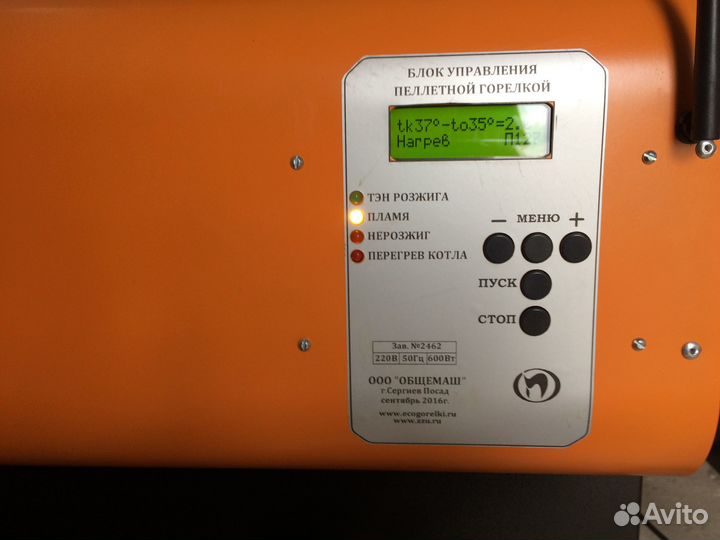 БЛОК УПРАВЛЕНИЯ
ПЕЛЛЕТНОЙ ГОРЕЛКОЙ
tk37°-to35°=2.
Нагрев
ТЭН РОЗЖИГА
ПЛАМЯ
НЕРОЗЖИГ
ПЕРЕГРЕВ КОТЛА
− МЕНЮ +
ПУСК
СТОП
Зав. №2462
220В 50Гц 600Вт
ООО "ОБЩЕМАШ"
г.Сергиев Посад
сентябрь 2016г.
www.ecogorelki.ru
www.zzu.ru
Avito